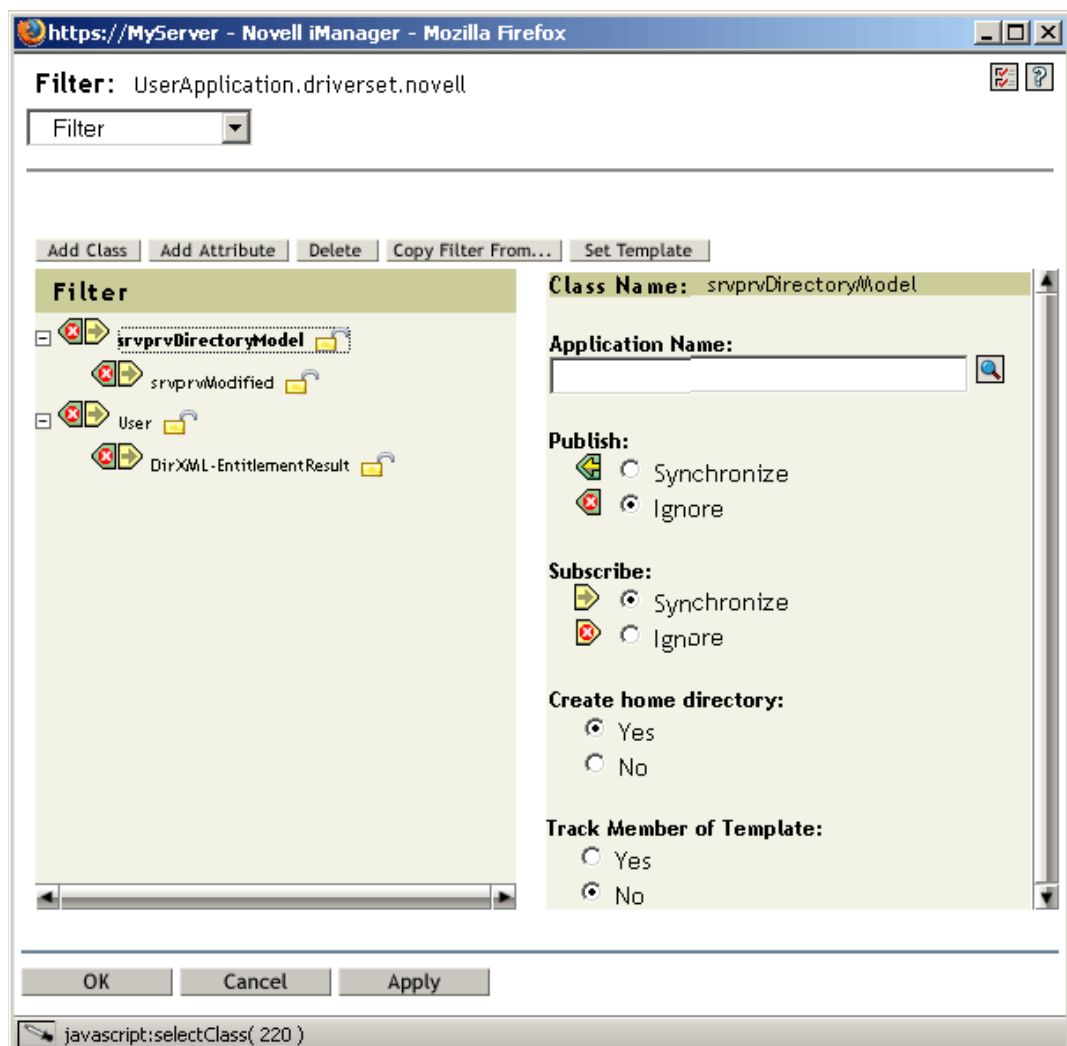 https://MyServer - Novell iManager - Mozilla Firefox
Filter: UserApplication.driverset.novell
Filter
Add Class Add Attribute Delete Copy Filter From... Set Template
Filter
srvprvDirectoryModel
srvprvModified
User
DirXML-EntitlementResult
Class Name: srvprvDirectoryModel
Application Name:
Publish:
Synchronize
Ignore
Subscribe:
Synchronize
Ignore
Create home directory:
Yes
No
Track Member of Template:
Yes
No
OK Cancel Apply
javascript:selectClass( 220 )